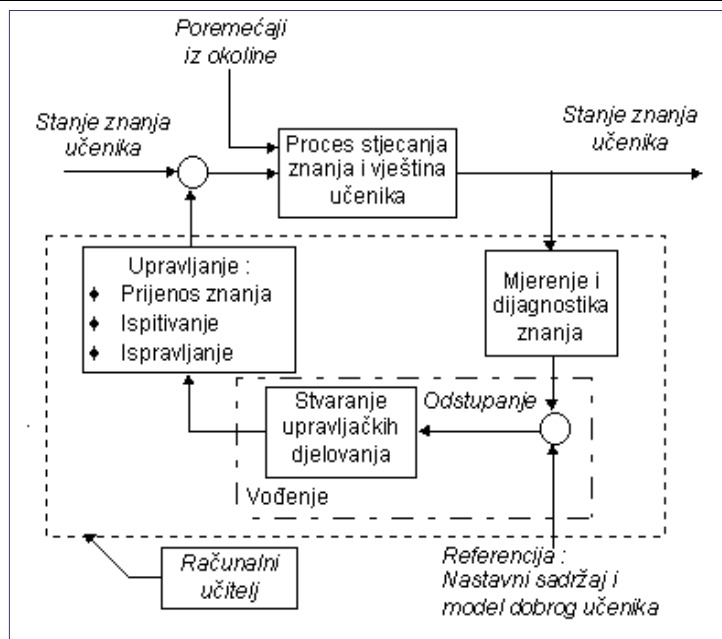 Poremećaji
iz okoline
Stanje znanja
učenika
Proces stjecanja
znanja i vještina
učenika
Stanje znanja
učenika
Upravljanje :
Prijenos znanja
Ispitivanje
Ispravljanje
Mjerenje i
dijagnostika
znanja
Stvaranje
upravljačkih
djelovanja
Odstupanje
Vođenje
Računalni
učitelj
Referencija :
Nastavni sadržaj i
model dobrog učenika